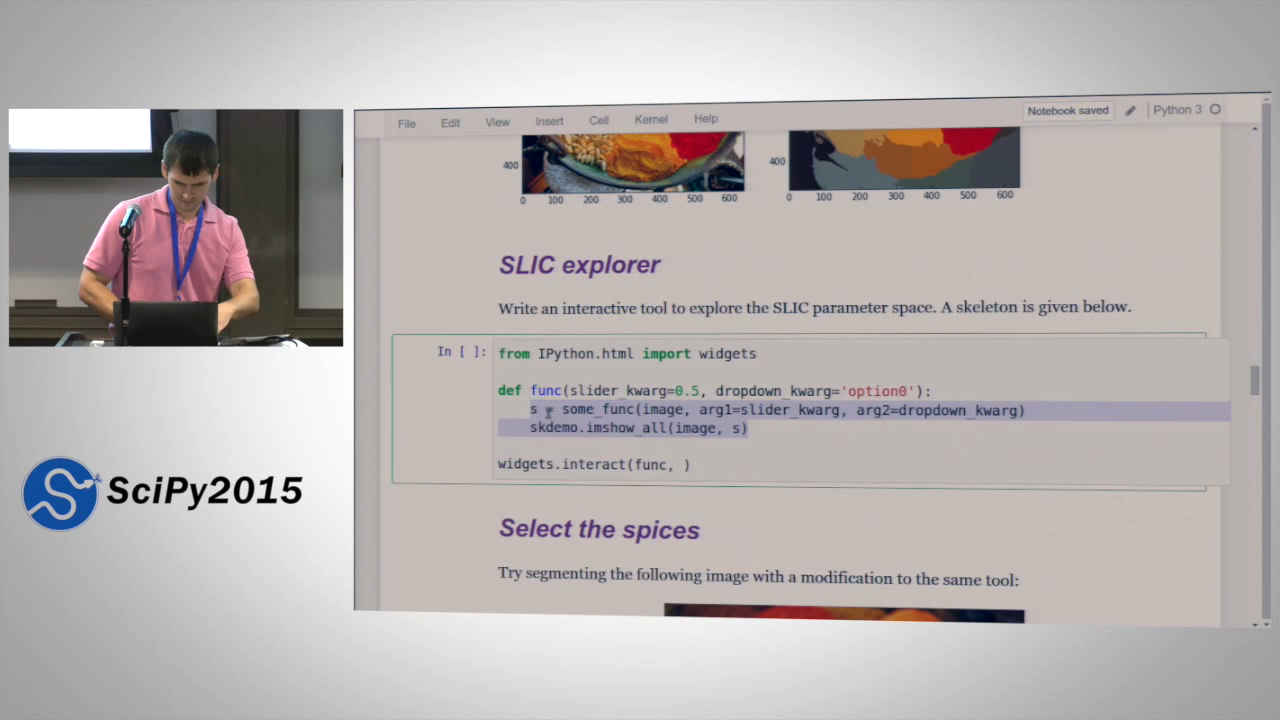 File Edit View Insert Cell Kernel Help Notebook saved Python 3
400
0 100 200 300 400 500 600
400
0 100 200 300 400 500 600
SLIC explorer
Write an interactive tool to explore the SLIC parameter space. A skeleton is given below.
In [ ]: from IPython.html import widgets
def func(slider_kwarg=0.5, dropdown_kwarg='option0'):
s = some_func(image, arg1=slider_kwarg, arg2=dropdown_kwarg)
skdemo.imshow_all(image, s)
widgets.interact(func, )
Select the spices
Try segmenting the following image with a modification to the same tool:
SciPy2015